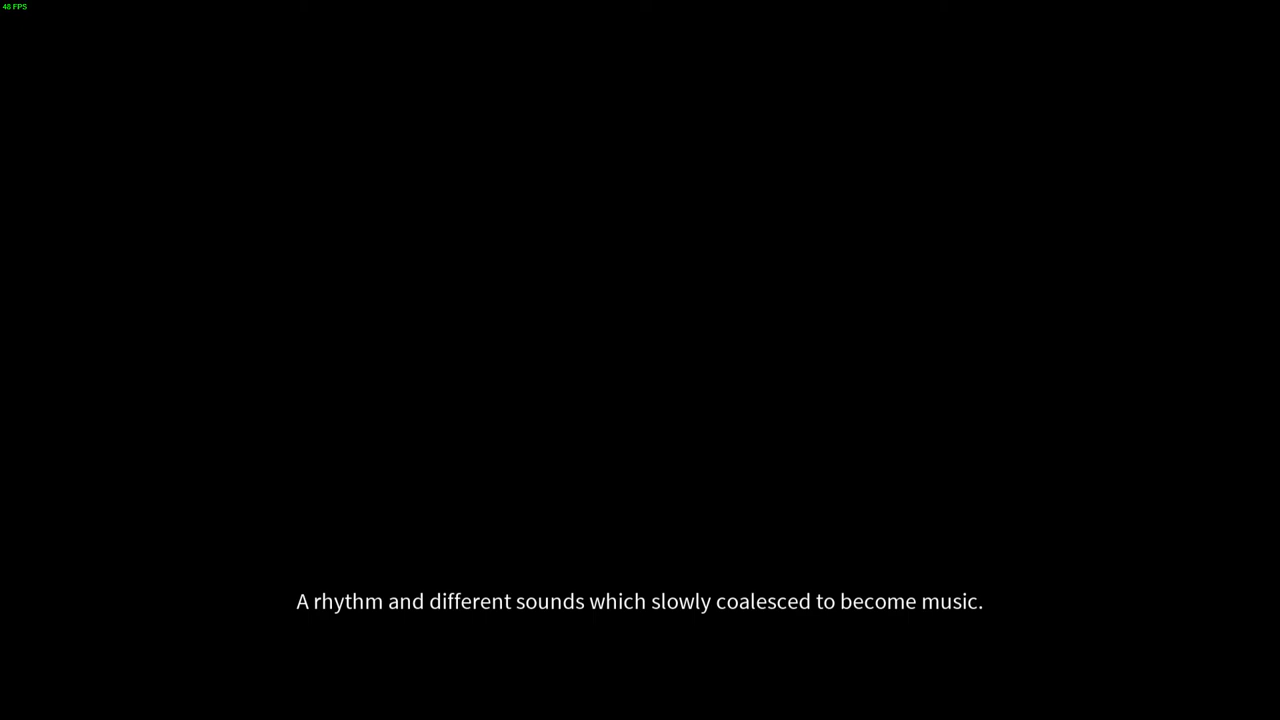 48 FPS
A rhythm and different sounds which slowly coalesced to become music.